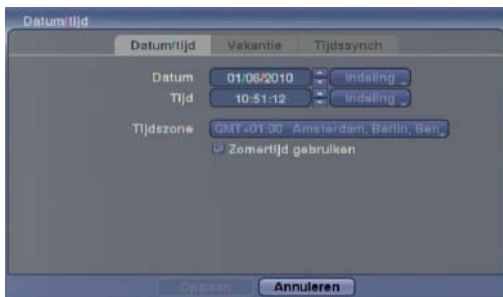 Datum/tijd
Datum/tijd Vakantie Tijdssynch
Datum 01/06/2010 Indeling
Tijd 10:51:12 Indeling
Tijdszone GMT+01:00 Amsterdam, Berlin, Ben
Zomertijd gebruiken
Opslaan Annuleren